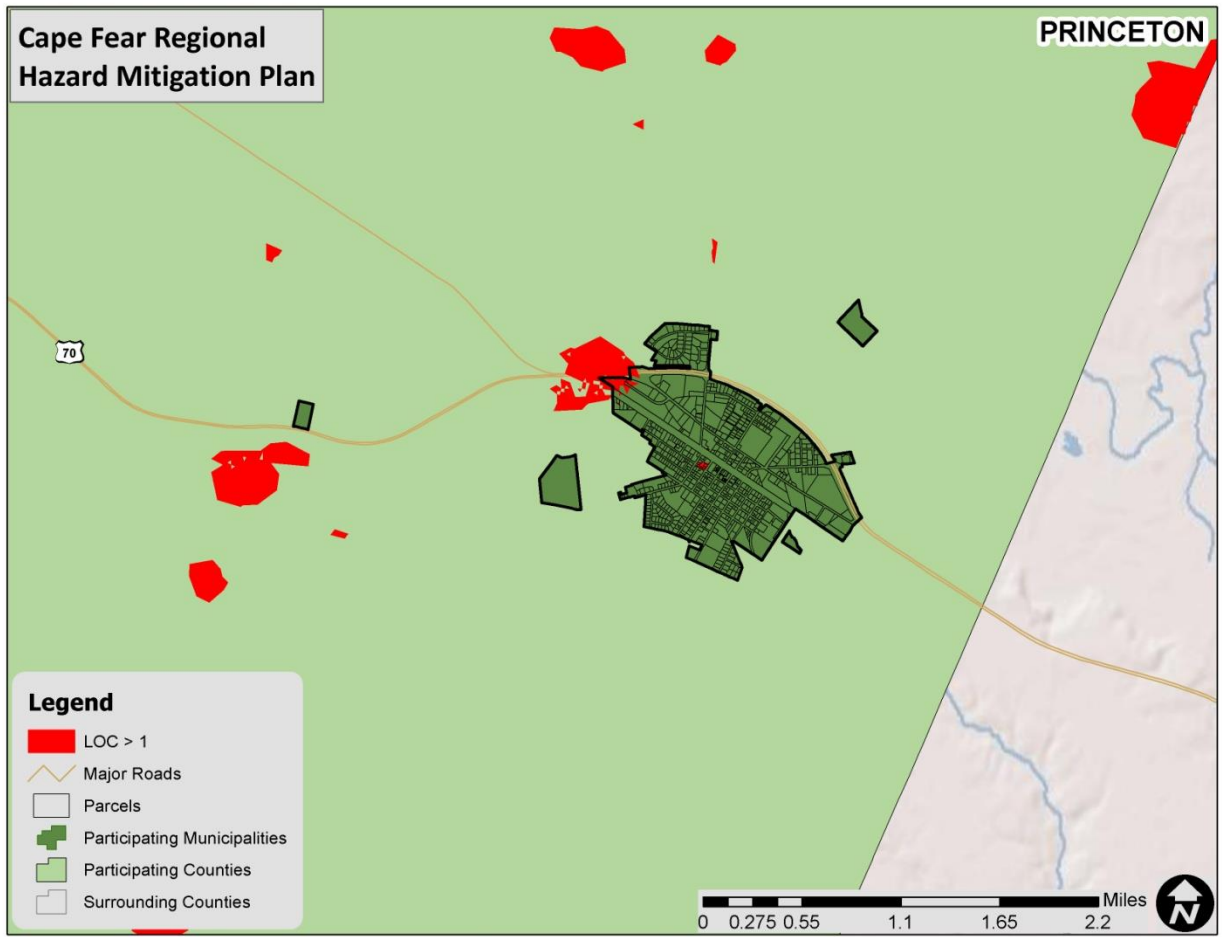 Cape Fear Regional
Hazard Mitigation Plan
PRINCETON
70
Legend
LOC > 1
Major Roads
Parcels
Participating Municipalities
Participating Counties
Surrounding Counties
Miles
0 0.275 0.55 1.1 1.65 2.2
N